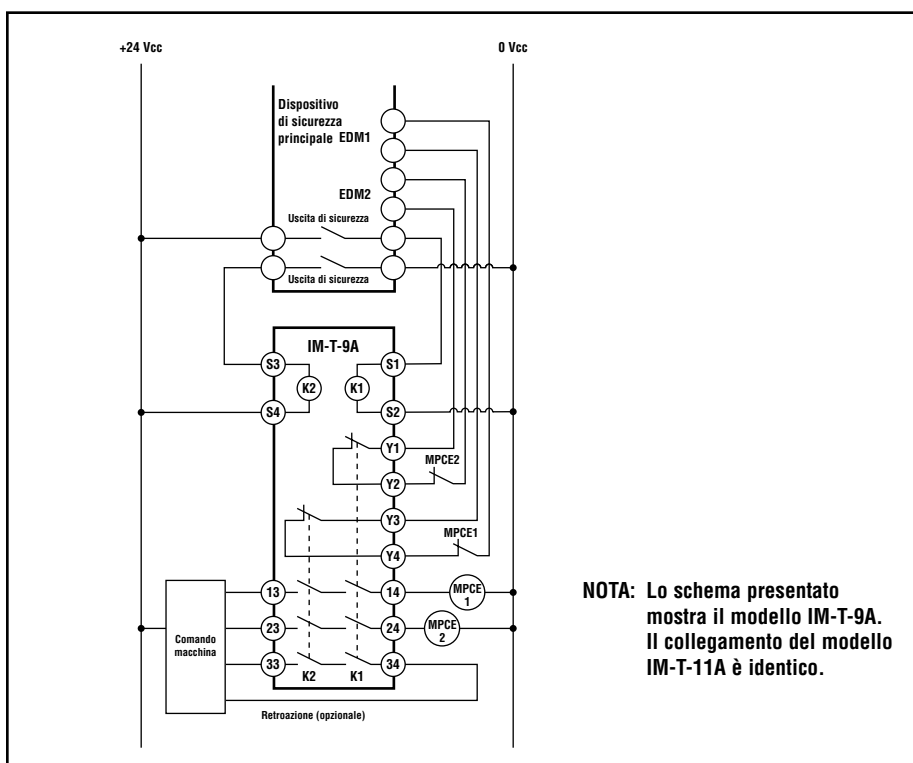 +24 Vcc
0 Vcc
Dispositivo
di sicurezza
principale EDM1
EDM2
Uscita di sicurezza
Uscita di sicurezza
IM-T-9A
S3
S1
K2
K1
S4
S2
Y1
MPCE2
Y2
Y3
MPCE1
Y4
13
14
MPCE
1
23
24
MPCE
2
Comando
macchina
33
K2
K1
34
Retroazione (opzionale)
NOTA: Lo schema presentato
mostra il modello IM-T-9A.
Il collegamento del modello
IM-T-11A è identico.